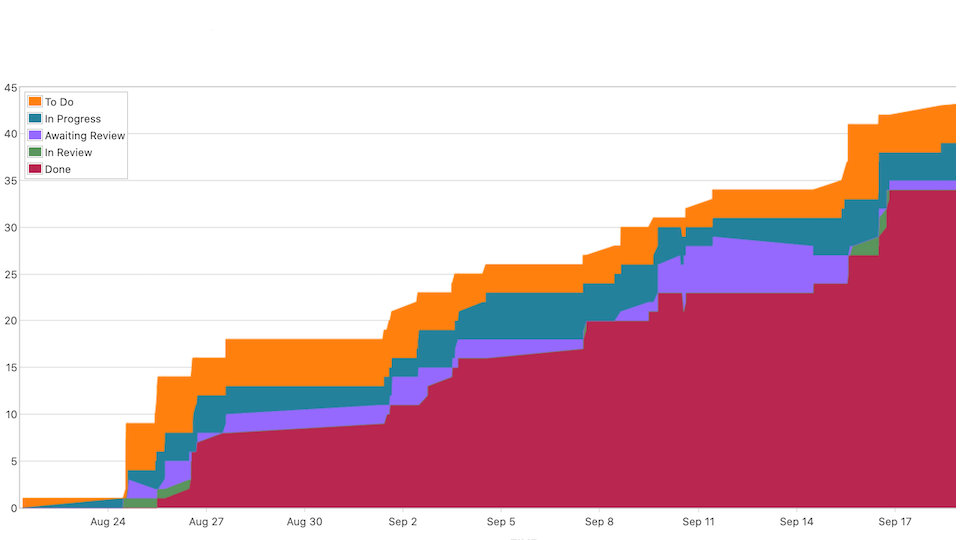 45
To Do
In Progress
40
Awaiting Review
In Review
Done
35
30
25
20
15
10
5
0
Aug 24 Aug 27 Aug 30 Sep 2 Sep 5 Sep 8 Sep 11 Sep 14 Sep 17